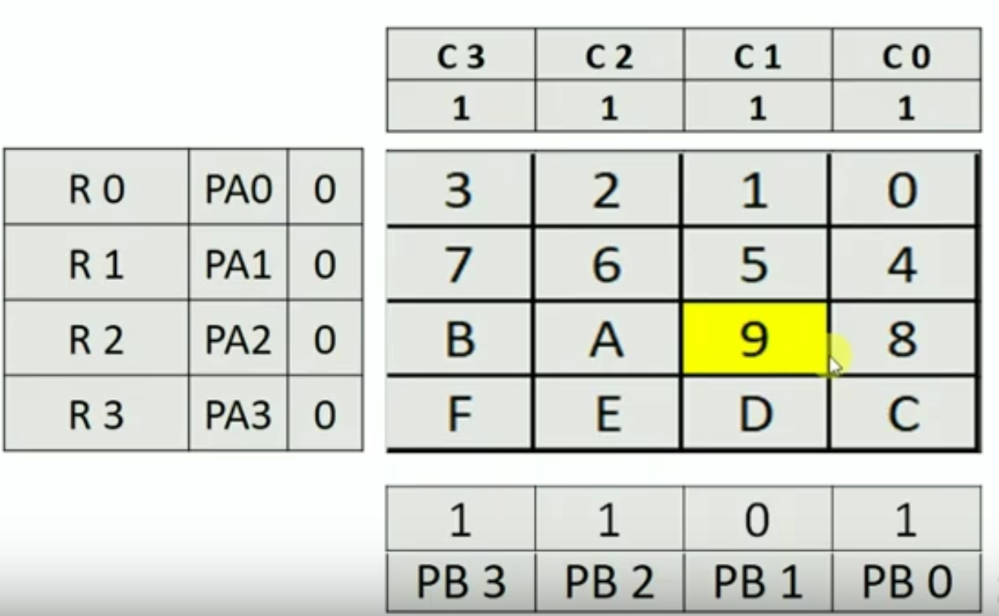 C 3 C 2 C 1 C 0
1 1 1 1
R 0 PA0 0 3 2 1 0
R 1 PA1 0 7 6 5 4
R 2 PA2 0 B A 9 8
R 3 PA3 0 F E D C
1 1 0 1
PB 3 PB 2 PB 1 PB 0